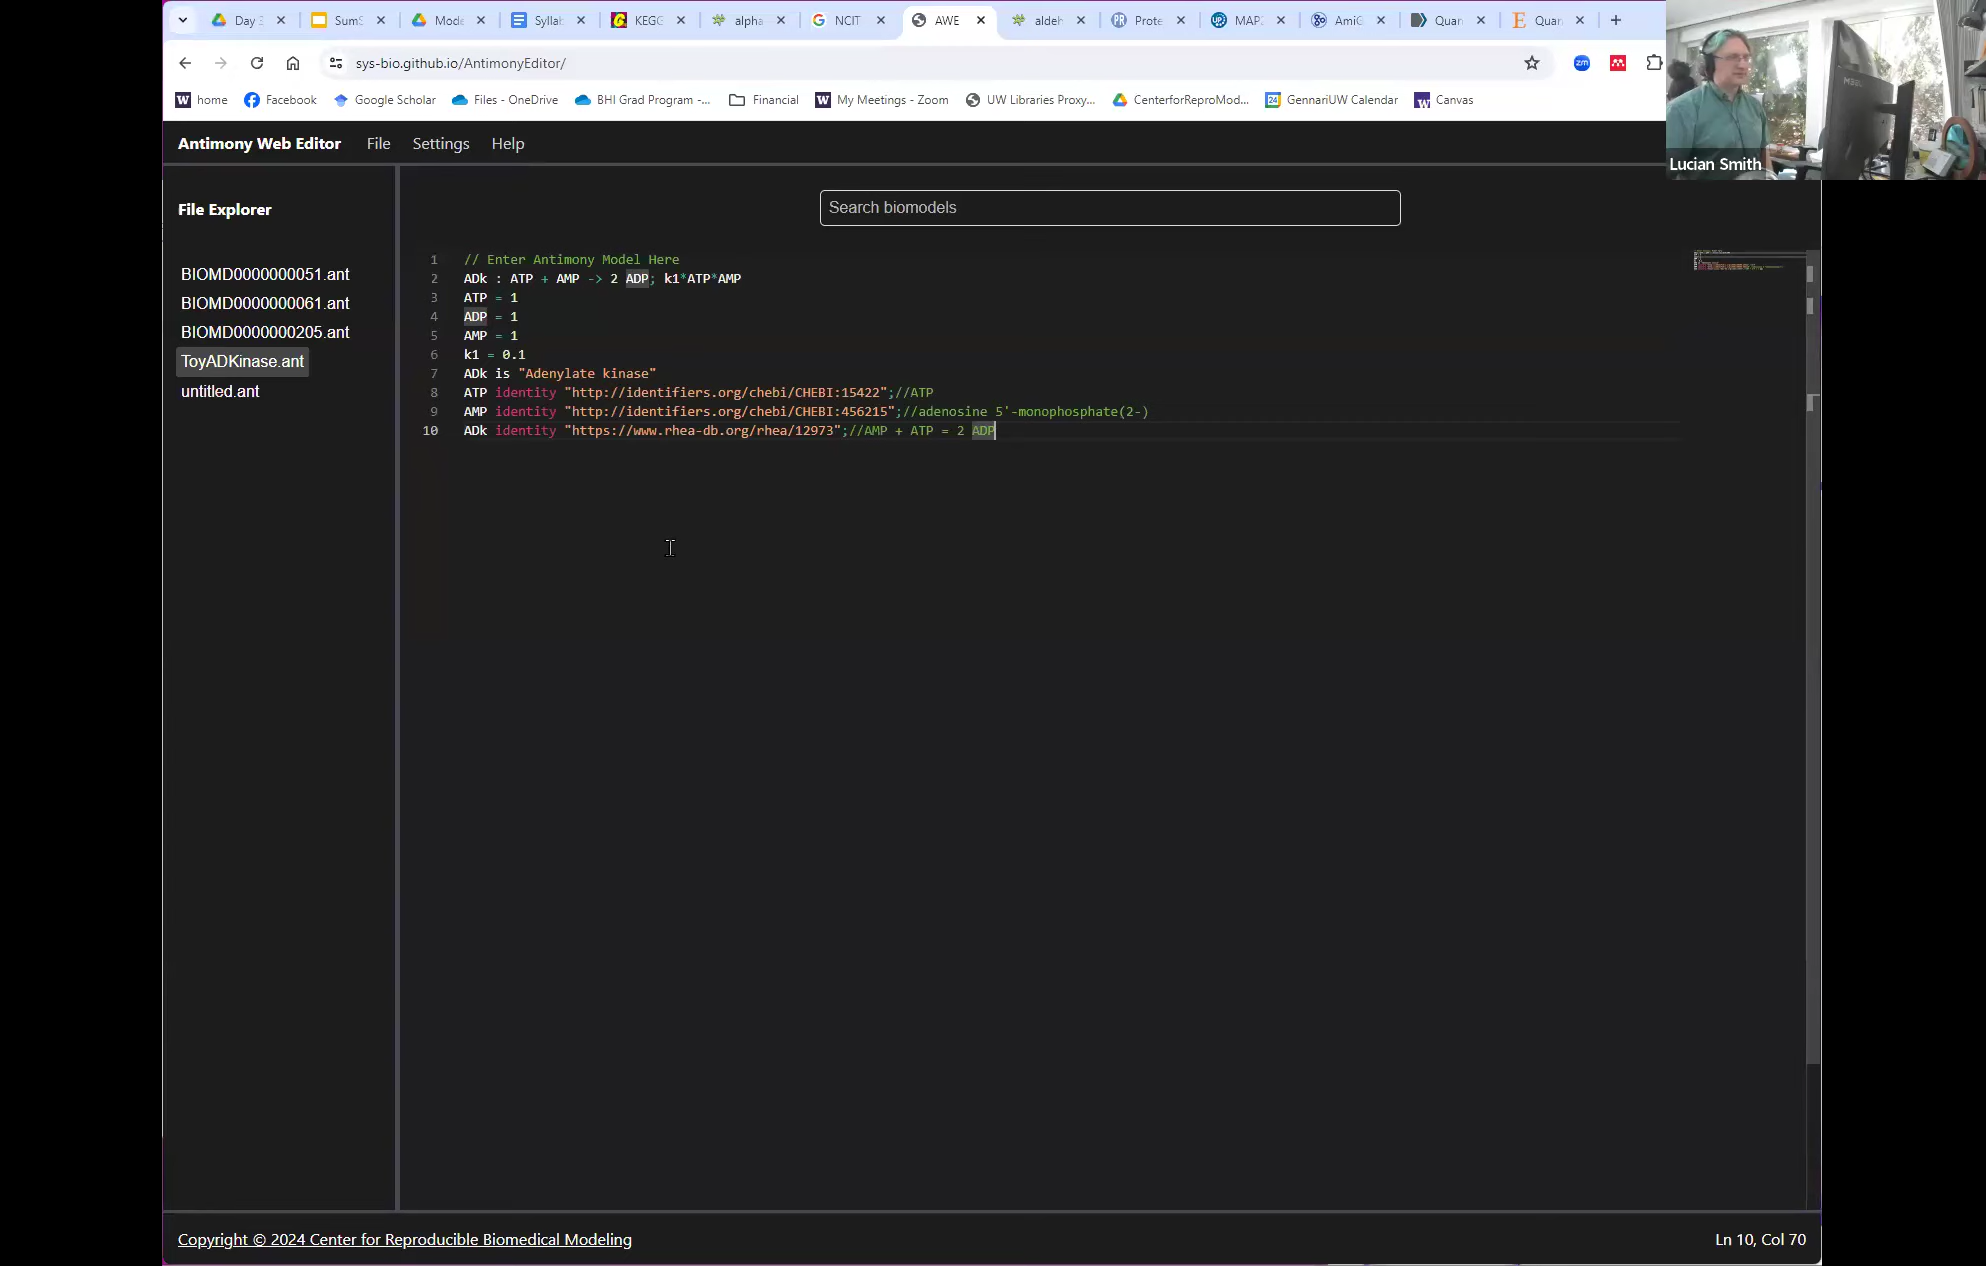 Day
SumS
Mode
Syllab
KEGG
alpha
NCIT
AWE
aldeh
Prote
MAP
AmiG
Quan
Quan
sys-bio.github.io/AntimonyEditor/
home
Facebook
Google Scholar
Files - OneDrive
BHI Grad Program -...
Financial
My Meetings - Zoom
UW Libraries Proxy...
CenterforReproMod...
GennariUW Calendar
Canvas
Lucian Smith
Antimony Web Editor File Settings Help
File Explorer
Search biomodels
BIOMD0000000051.ant
BIOMD0000000061.ant
BIOMD0000000205.ant
ToyADKinase.ant
untitled.ant
1 // Enter Antimony Model Here
2 ADk : ATP + AMP -> 2 ADP; k1*ATP*AMP
3 ATP = 1
4 ADP = 1
5 AMP = 1
6 k1 = 0.1
7 ADk is "Adenylate kinase"
8 ATP identity "http://identifiers.org/chebi/CHEBI:15422";//ATP
9 AMP identity "http://identifiers.org/chebi/CHEBI:456215";//adenosine 5'-monophosphate(2-)
10 ADk identity "https://www.rhea-db.org/rhea/12973";//AMP + ATP = 2 ADP
Copyright © 2024 Center for Reproducible Biomedical Modeling
Ln 10, Col 70